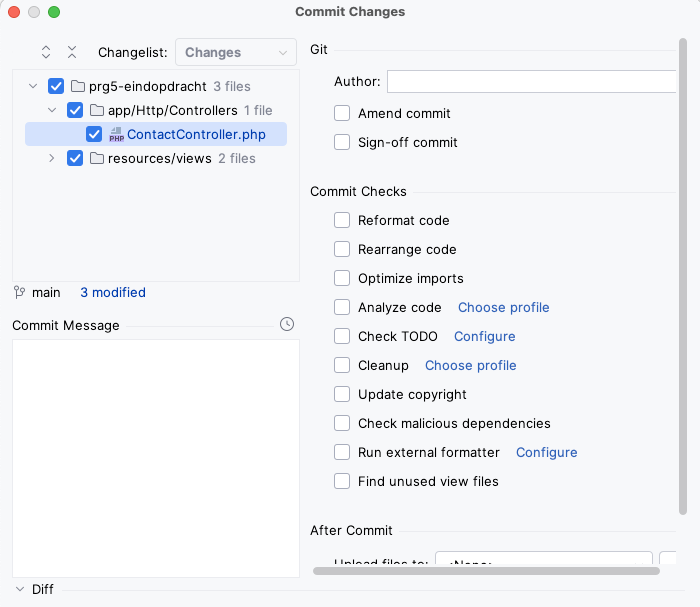 Commit Changes
Changelist: Changes
prg5-eindopdracht 3 files
app/Http/Controllers 1 file
PHP ContactController.php
resources/views 2 files
main 3 modified
Commit Message
Git
Author:
Amend commit
Sign-off commit
Commit Checks
Reformat code
Rearrange code
Optimize imports
Analyze code Choose profile
Check TODO Configure
Cleanup Choose profile
Update copyright
Check malicious dependencies
Run external formatter Configure
Find unused view files
After Commit
Upload files to: <None>
Diff